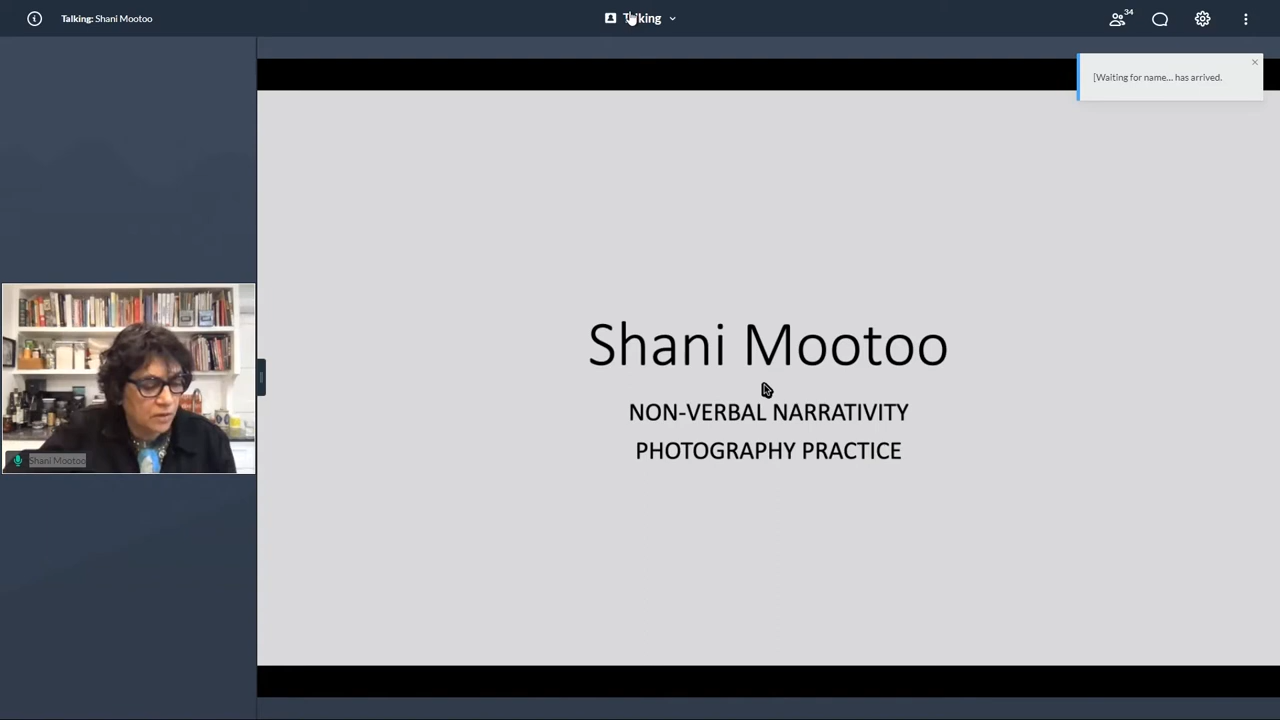 Talking: Shani Mootoo
Talking
34
[Waiting for name... has arrived.
Shani Mootoo
NON-VERBAL NARRATIVITY
PHOTOGRAPHY PRACTICE
Shani Mootoo